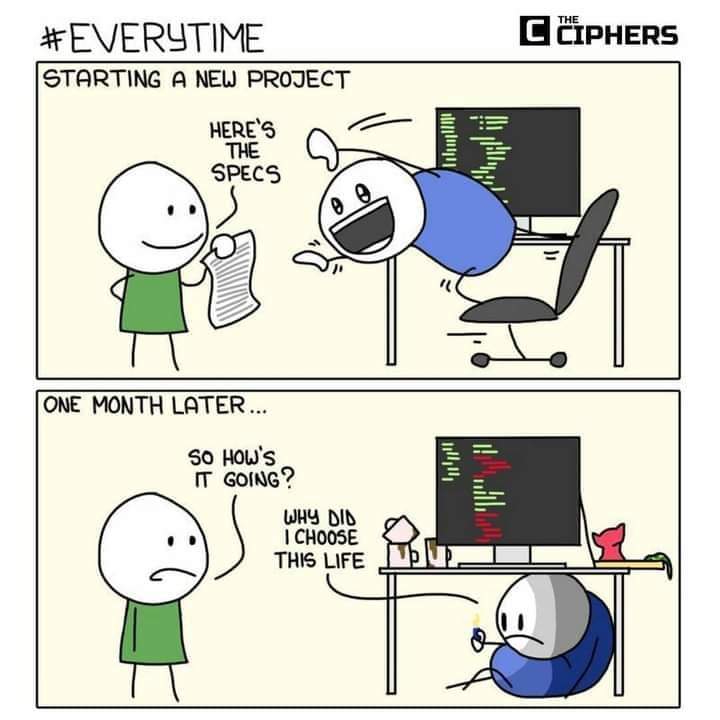 #EVERYTIME
C THE CIPHERS
STARTING A NEW PROJECT
HERE'S
THE
SPECS
ONE MONTH LATER...
SO HOW'S
IT GOING?
WHY DID
I CHOOSE
THIS LIFE